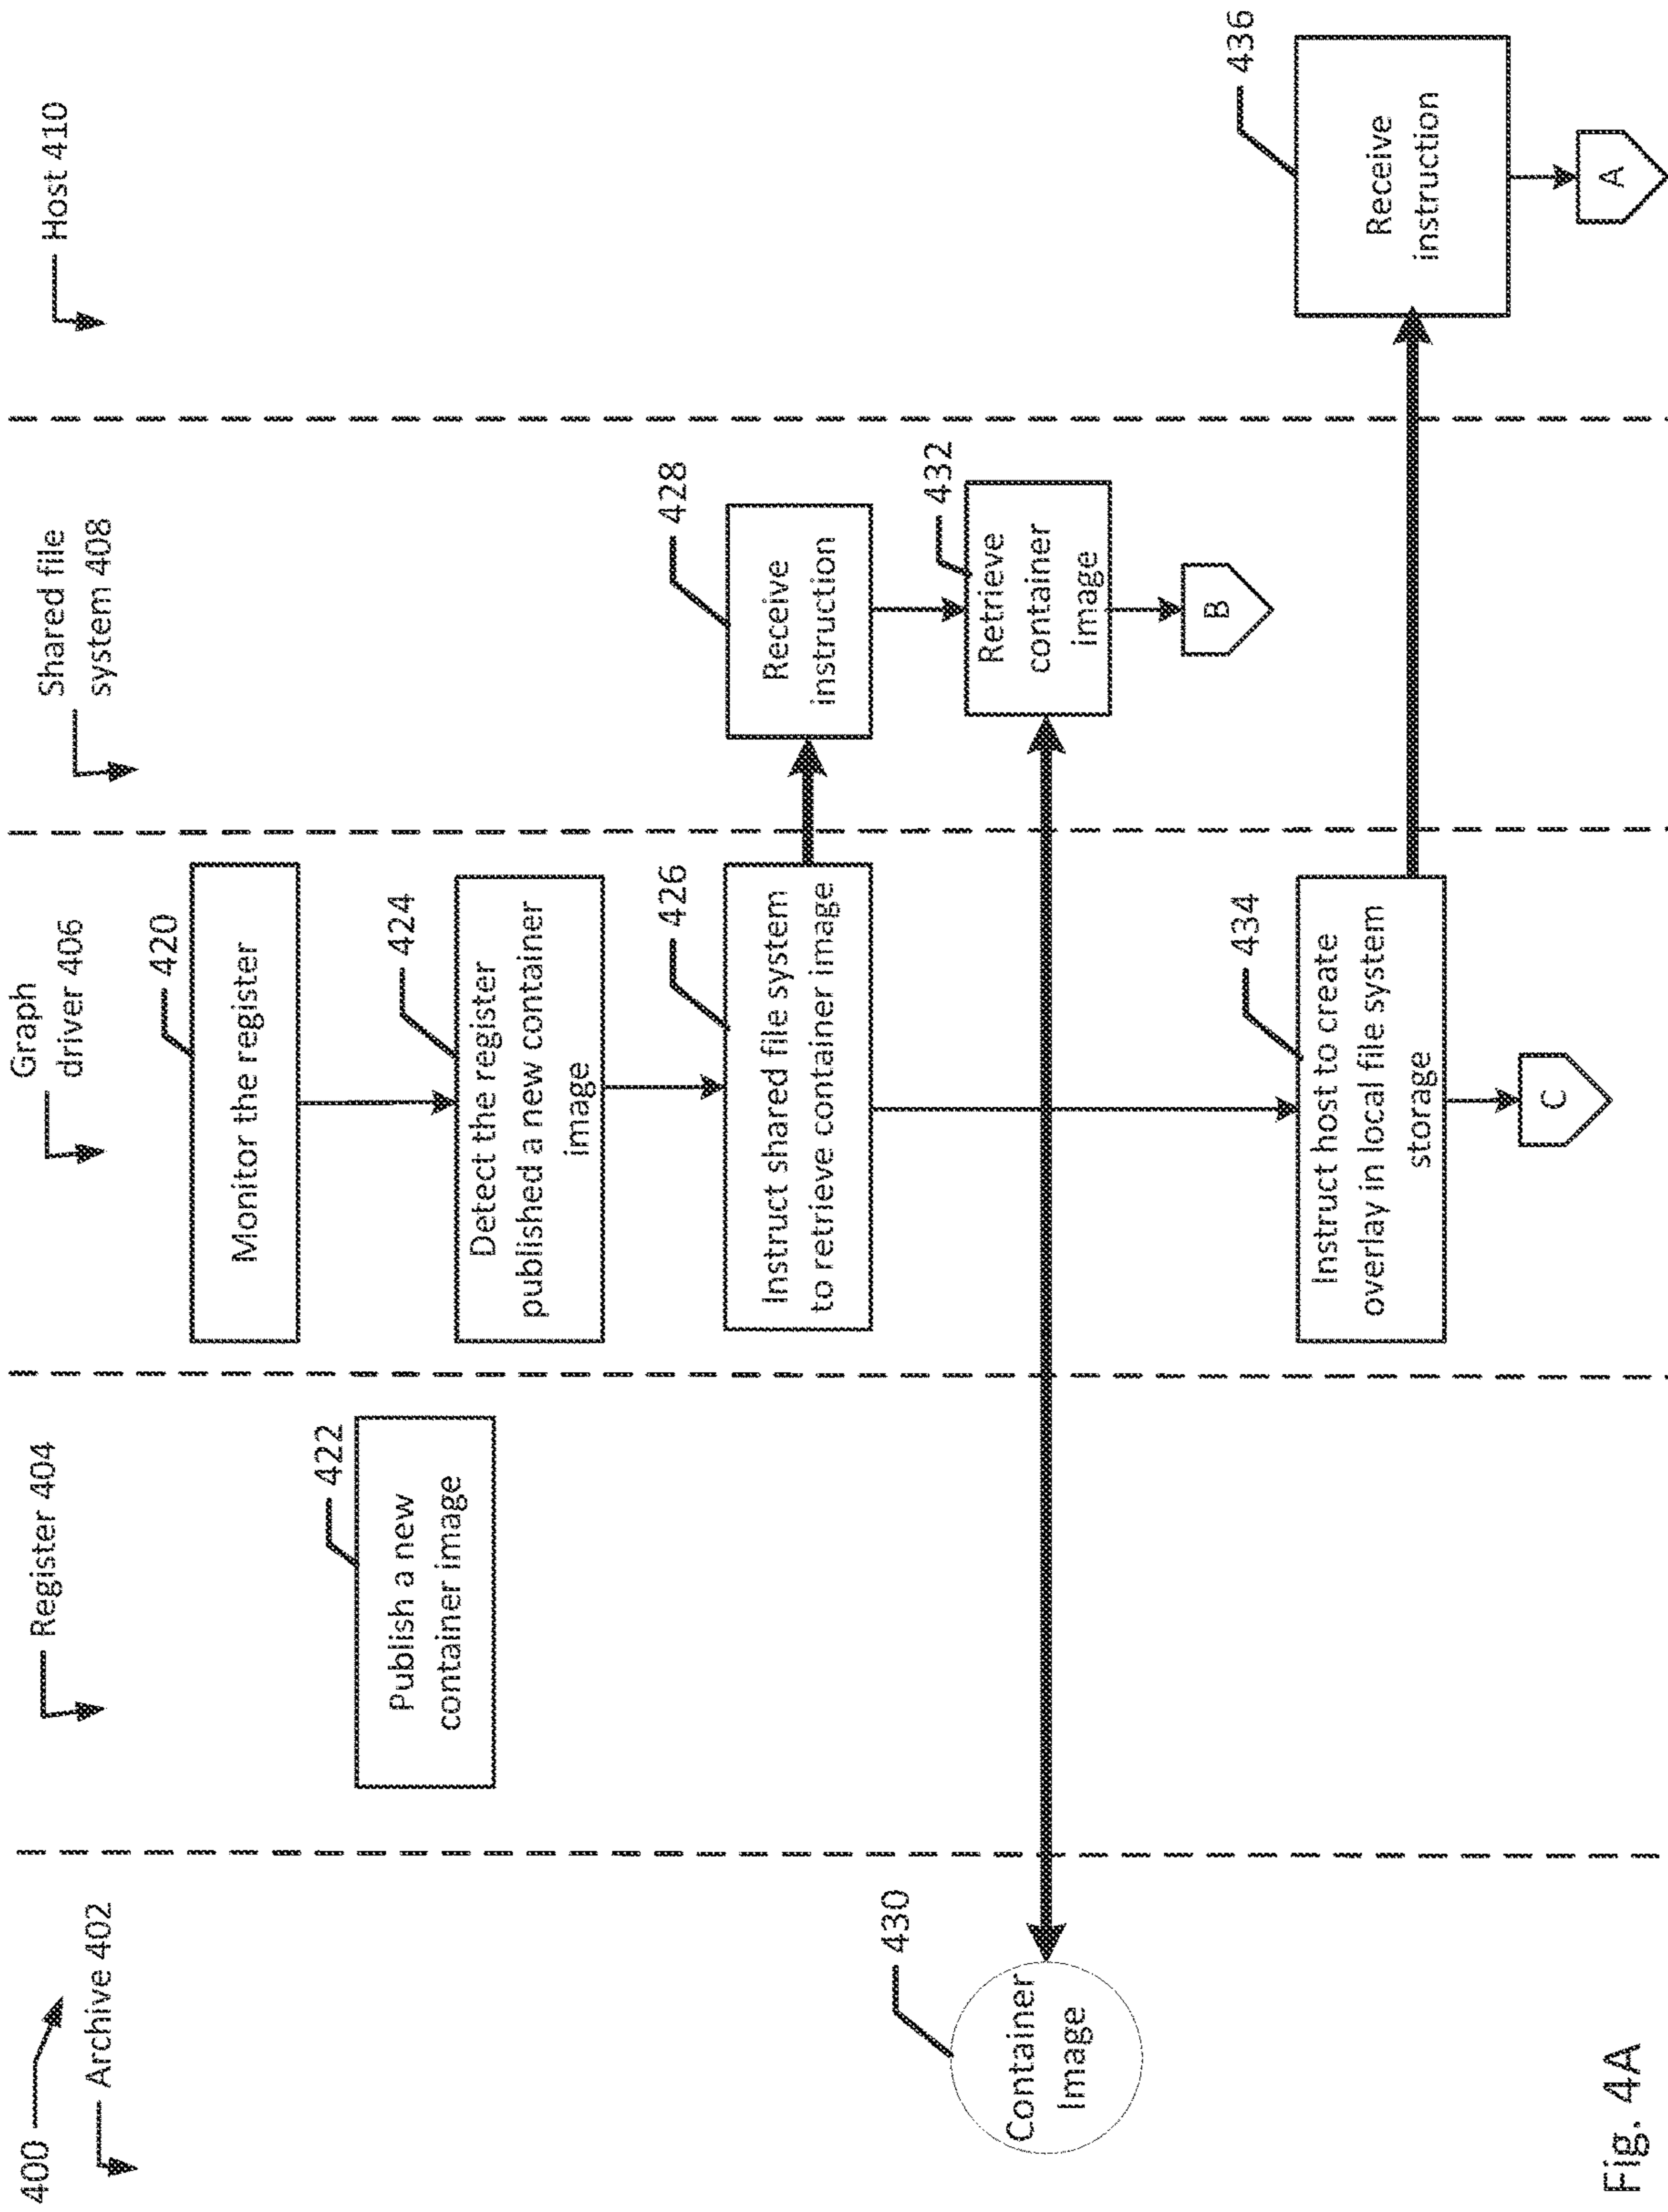 400
Archive 402
Register 404
Graph
driver 406
Shared file
system 408
Host 410
420
Monitor the register
422
Publish a new
container image
424
Detect the register
published a new container
image
426
Instruct shared file system
to retrieve container image
428
Receive
instruction
430
Container
Image
432
Retrieve
container
image
B
434
Instruct host to create
overlay in local file system
storage
C
436
Receive
instruction
A
Fig. 4A